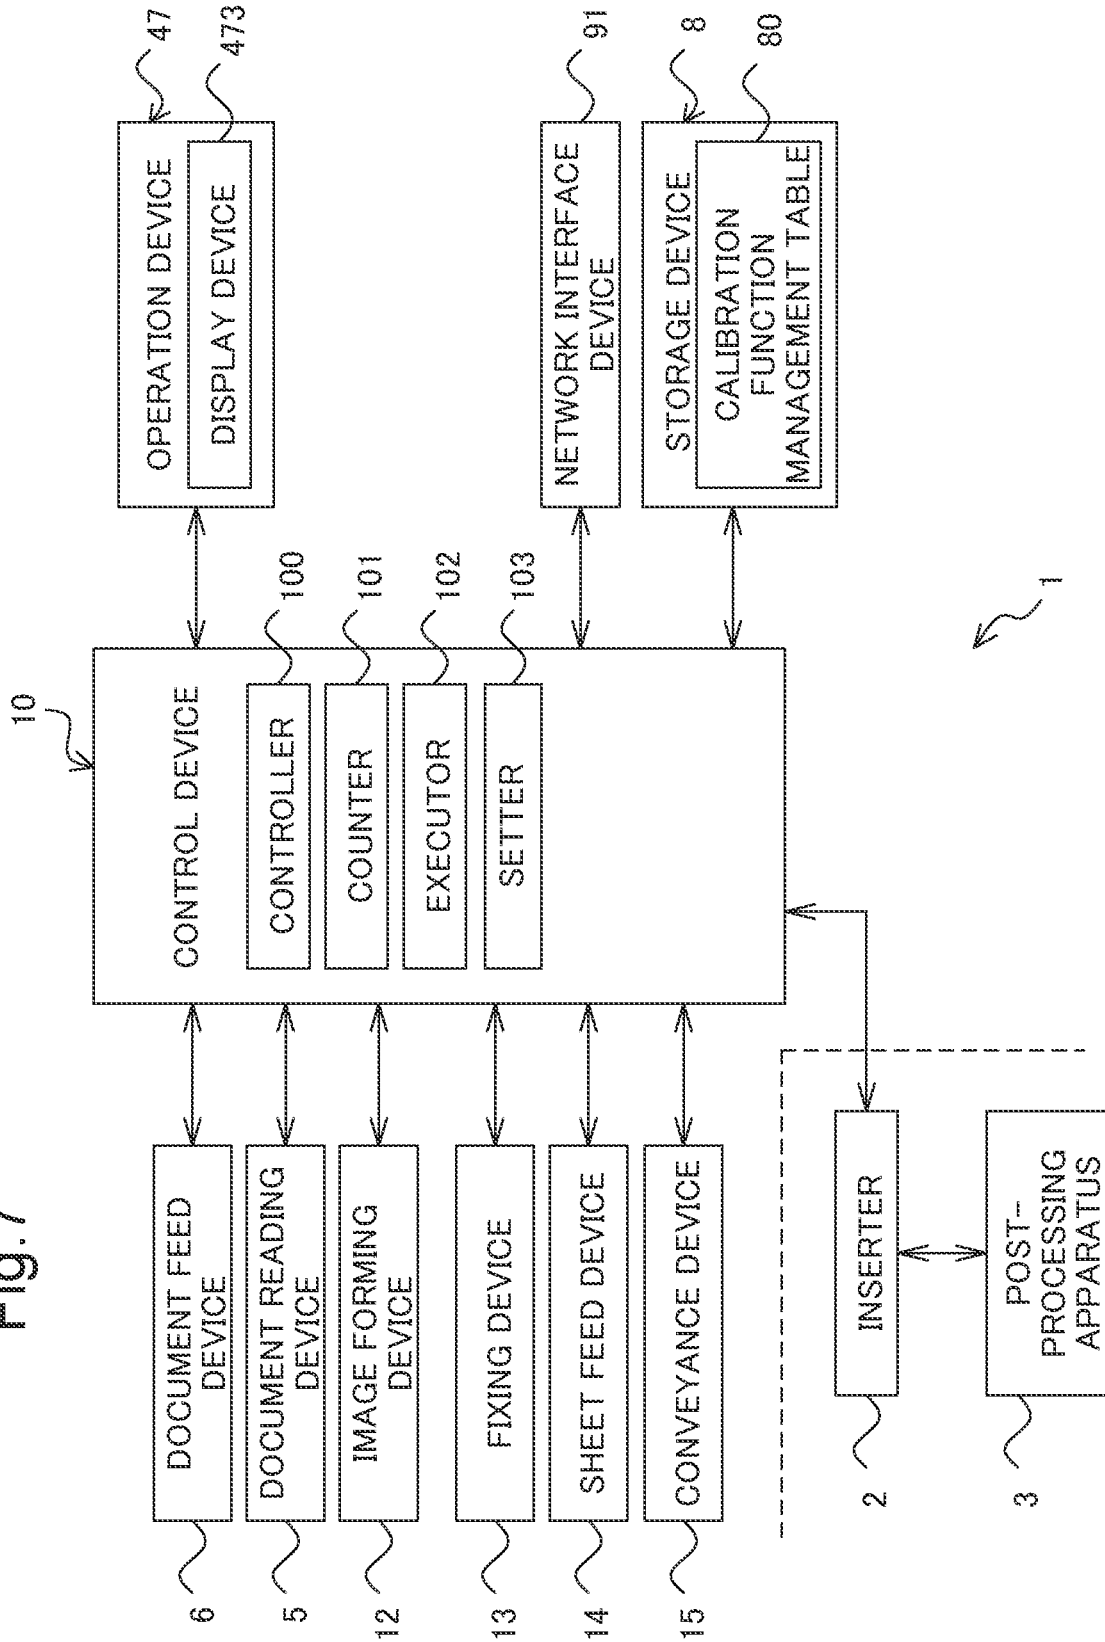 Fig.7
10
6
DOCUMENT FEED
DEVICE
5
DOCUMENT READING
DEVICE
12
IMAGE FORMING
DEVICE
13
FIXING DEVICE
14
SHEET FEED DEVICE
15
CONVEYANCE DEVICE
CONTROL DEVICE
CONTROLLER
100
COUNTER
101
EXECUTOR
102
SETTER
103
OPERATION DEVICE
47
DISPLAY DEVICE
473
NETWORK INTERFACE
DEVICE
91
STORAGE DEVICE
8
CALIBRATION
FUNCTION
MANAGEMENT TABLE
80
1
2
INSERTER
3
POST-
PROCESSING
APPARATUS